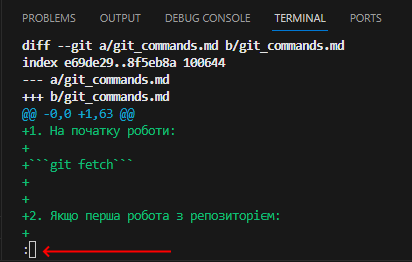 PROBLEMS OUTPUT DEBUG CONSOLE TERMINAL PORTS
diff --git a/git_commands.md b/git_commands.md
index e69de29..8f5eb8a 100644
--- a/git_commands.md
+++ b/git_commands.md
@@ -0,0 +1,63 @@
+1. На початку роботи:
+
+```git fetch```
+
+
+2. Якщо перша робота з репозиторієм:
+
: